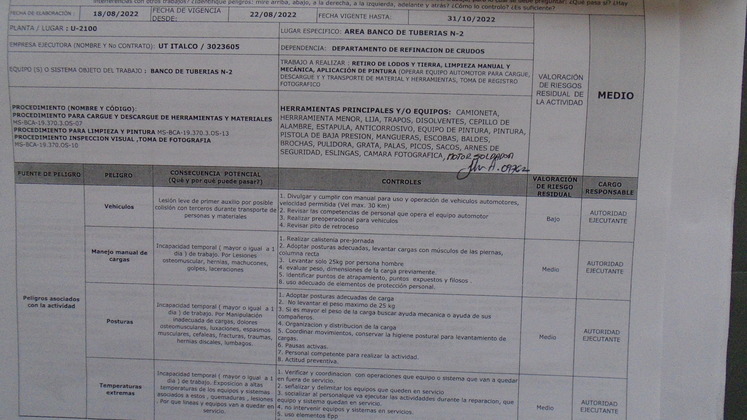 interferencias con otros trabajos? ¿Identifique peligros: mire arriba, abajo, a la derecha, a la izquierda, adelante y atrás? ¿Cómo lo controlo? ¿Es suficiente?
FECHA DE ELABORACION 18/08/2022 FECHA DE VIGENCIA DESDE: 22/08/2022 FECHA VIGENTE HASTA: 31/10/2022
PLANTA / LUGAR : U-2100 LUGAR ESPECIFICO: AREA BANCO DE TUBERIAS N-2
EMPRESA EJECUTORA (NOMBRE Y No CONTRATO): UT ITALCO / 3023605 DEPENDENCIA: DEPARTAMENTO DE REFINACION DE CRUDOS
EQUIPO (S) O SISTEMA OBJETO DEL TRABAJO : BANCO DE TUBERIAS N-2
TRABAJO A REALIZAR : RETIRO DE LODOS Y TIERRA, LIMPIEZA MANUAL Y
MECÁNICA, APLICACIÓN DE PINTURA (OPERAR EQUIPO AUTOMOTOR PARA CARGUE,
DESCARGUE Y Y TRANSPORTE DE MATERIAL Y HERRAMIENTAS, TOMA DE REGISTRO
FOTOGRAFICO
VALORACIÓN
DE RIESGOS
RESIDUAL DE
LA ACTIVIDAD
MEDIO
PROCEDIMIENTO (NOMBRE Y CÓDIGO):
PROCEDIMIENTO PARA CARGUE Y DESCARGUE DE HERRAMIENTAS Y MATERIALES
MS-BCA-19.370.3.OS-07
PROCEDIMIENTO PARA LIMPIEZA Y PINTURA MS-BCA-19.370.3.OS-13
PROCEDIMIENTO INSPECCION VISUAL ,TOMA DE FOTOGRAFIA
MS-BCA-19.370.OS-10
HERRAMIENTAS PRINCIPALES Y/O EQUIPOS: CAMIONETA,
HERRRAMIENTA MENOR, LIJA, TRAPOS, DISOLVENTES, CEPILLO DE
ALAMBRE, ESTAPULA, ANTICORROSIVO, EQUIPO DE PINTURA, PINTURA,
PISTOLA DE BAJA PRESION, MANGUERAS, ESCOBAS, BALDES,
BROCHAS, PULIDORA, GRATA, PALAS, PICOS, SACOS, ARNES DE
SEGURIDAD, ESLINGAS, CAMARA FOTOGRAFICA,
FUENTE DE PELIGRO PELIGRO CONSECUENCIA POTENCIAL (Qué y por qué puede pasar?) CONTROLES VALORACIÓN DE RIESGO RESIDUAL CARGO RESPONSABLE
Peligros asociados
con la actividad
Vehículos
Lesión leve de primer auxilio por posible
colisión con terceros durante transporte de
personas y materiales
1. Divulgar y cumplir con manual para uso y operación de vehículos automotores,
velocidad permitida (Vel max. 30 Km)
2. Revisar las competencias de personal que opera el equipo automotor
3. Realizar preoperacional para vehículos
4. Revisar pito de retroceso
Bajo
AUTORIDAD
EJECUTANTE
Manejo manual de
cargas
Incapacidad temporal ( mayor o igual a 1
dia ) de trabajo. Por Lesiones
osteomuscular, hernias, machucones,
golpes, laceraciones
1. Realizar calistenia pre-jornada
2. Adoptar posturas adecuadas, levantar cargas con músculos de las piernas,
columna recta
3. Levantar solo 25kg por persona hombre
4. evaluar peso, dimensiones de la carga previamente.
5. identificar puntos de atrapamiento, puntos expuestos y filosos
6. uso adecuado de elementos de protección personal.
Medio
AUTORIDAD
EJECUTANTE
Posturas
Incapacidad temporal ( mayor o igual a 1
dia ) de trabajo. Por Manipulación
inadecuada de cargas, dolores
osteomusculares, luxaciones, espasmos
musculares, cefaleas, fracturas, traumas,
hernias discales, lumbagos.
1. Adoptar posturas adecuadas de carga
2. No levantar el peso maximo de 25 kg
3. Si es mayor el peso de la carga buscar ayuda mecanica o ayuda de sus
compañeros.
4. Organizacion y distribucion de la carga
5. Coordinar movimientos, conservar la higiene postural para levantamiento de
cargas.
6. Pausas activas.
7. Personal competente para realizar la actividad.
8. Actitud preventiva.
Medio
AUTORIDAD
EJECUTANTE
Temperaturas
extremas
Incapacidad temporal ( mayor o igual a 1
dia ) de trabajo. Exposición a altas
temperaturas de los equipos y sistemas
asociados a estos , quemaduras , lesiones
Por que lineas y equipos van a quedar en
servicio.
1. Verificar y coordinacion con operaciones que equipo o sistema que van a quedar
en fuera de servicio.
2. señalizar y delimitar los equipos que queden en servicio
3. socializar al personalque va ejecutar las actividaddes durante la reparacion, que
equipo y sistema quedan en servicio.
4. no intervenir equipos y sistemas en servicio.
5. uso elementos Epp
Medio
AUTORIDAD
EJECUTANTE